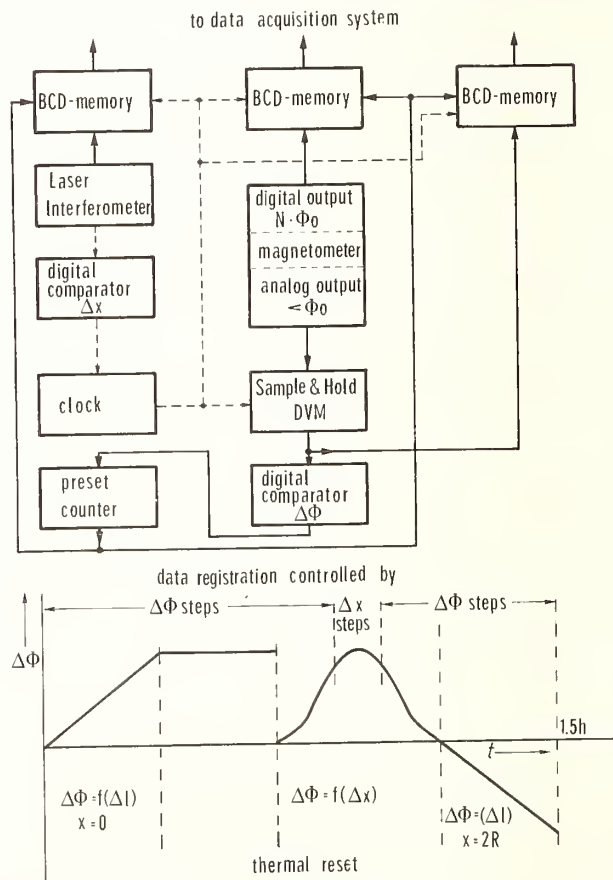 to data acquisition system
BCD-memory
BCD-memory
BCD-memory
Laser
Interferometer
digital output
N·Φo
magnetometer
analog output
<Φo
digital
comparator
Δx
clock
Sample & Hold
DVM
preset
counter
digital
comparator
ΔΦ
data registration controlled by
ΔΦ steps
Δx
steps
ΔΦ steps
ΔΦ
1.5h
t
ΔΦ=f(Δl)
x=0
ΔΦ=f(Δx)
ΔΦ=(Δl)
x=2R
thermal reset